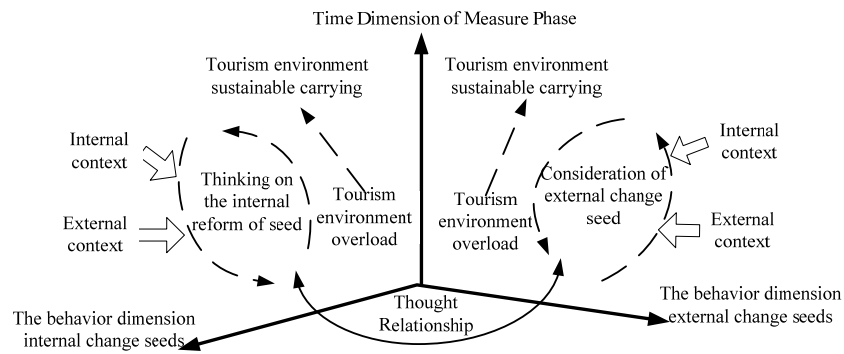 Time Dimension of Measure Phase
Tourism environment
sustainable carrying
Tourism environment
sustainable carrying
Internal
context
External
context
Thinking on
the internal
reform of seed
Tourism
environment
overload
Tourism
environment
overload
Consideration of
external change
seed
Internal
context
External
context
Thought
Relationship
The behavior dimension
internal change seeds
The behavior dimension
external change seeds